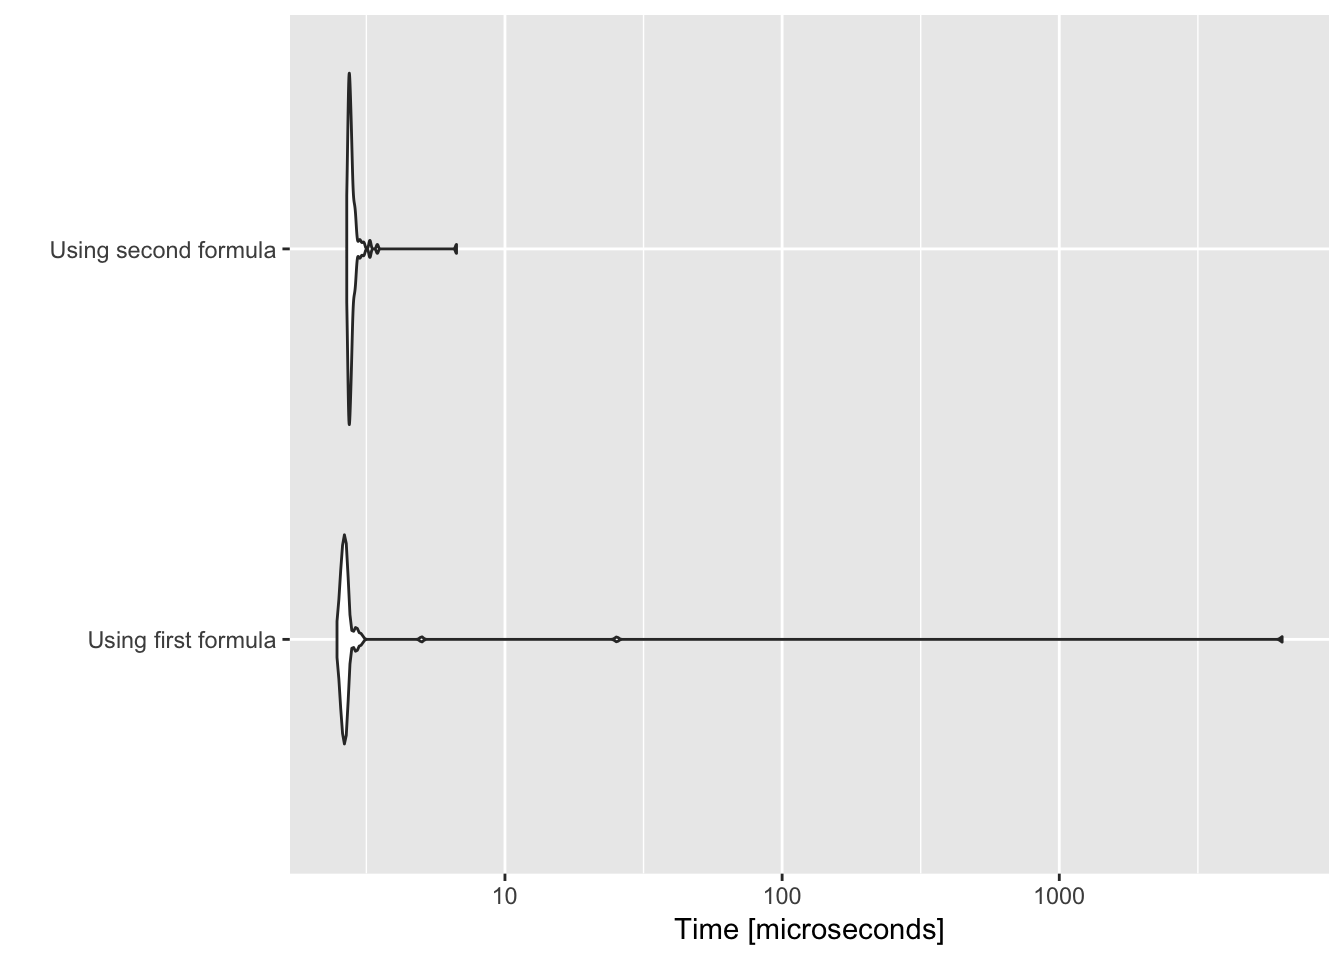 Using second formula
Using first formula
10 100 1000
Time [microseconds]